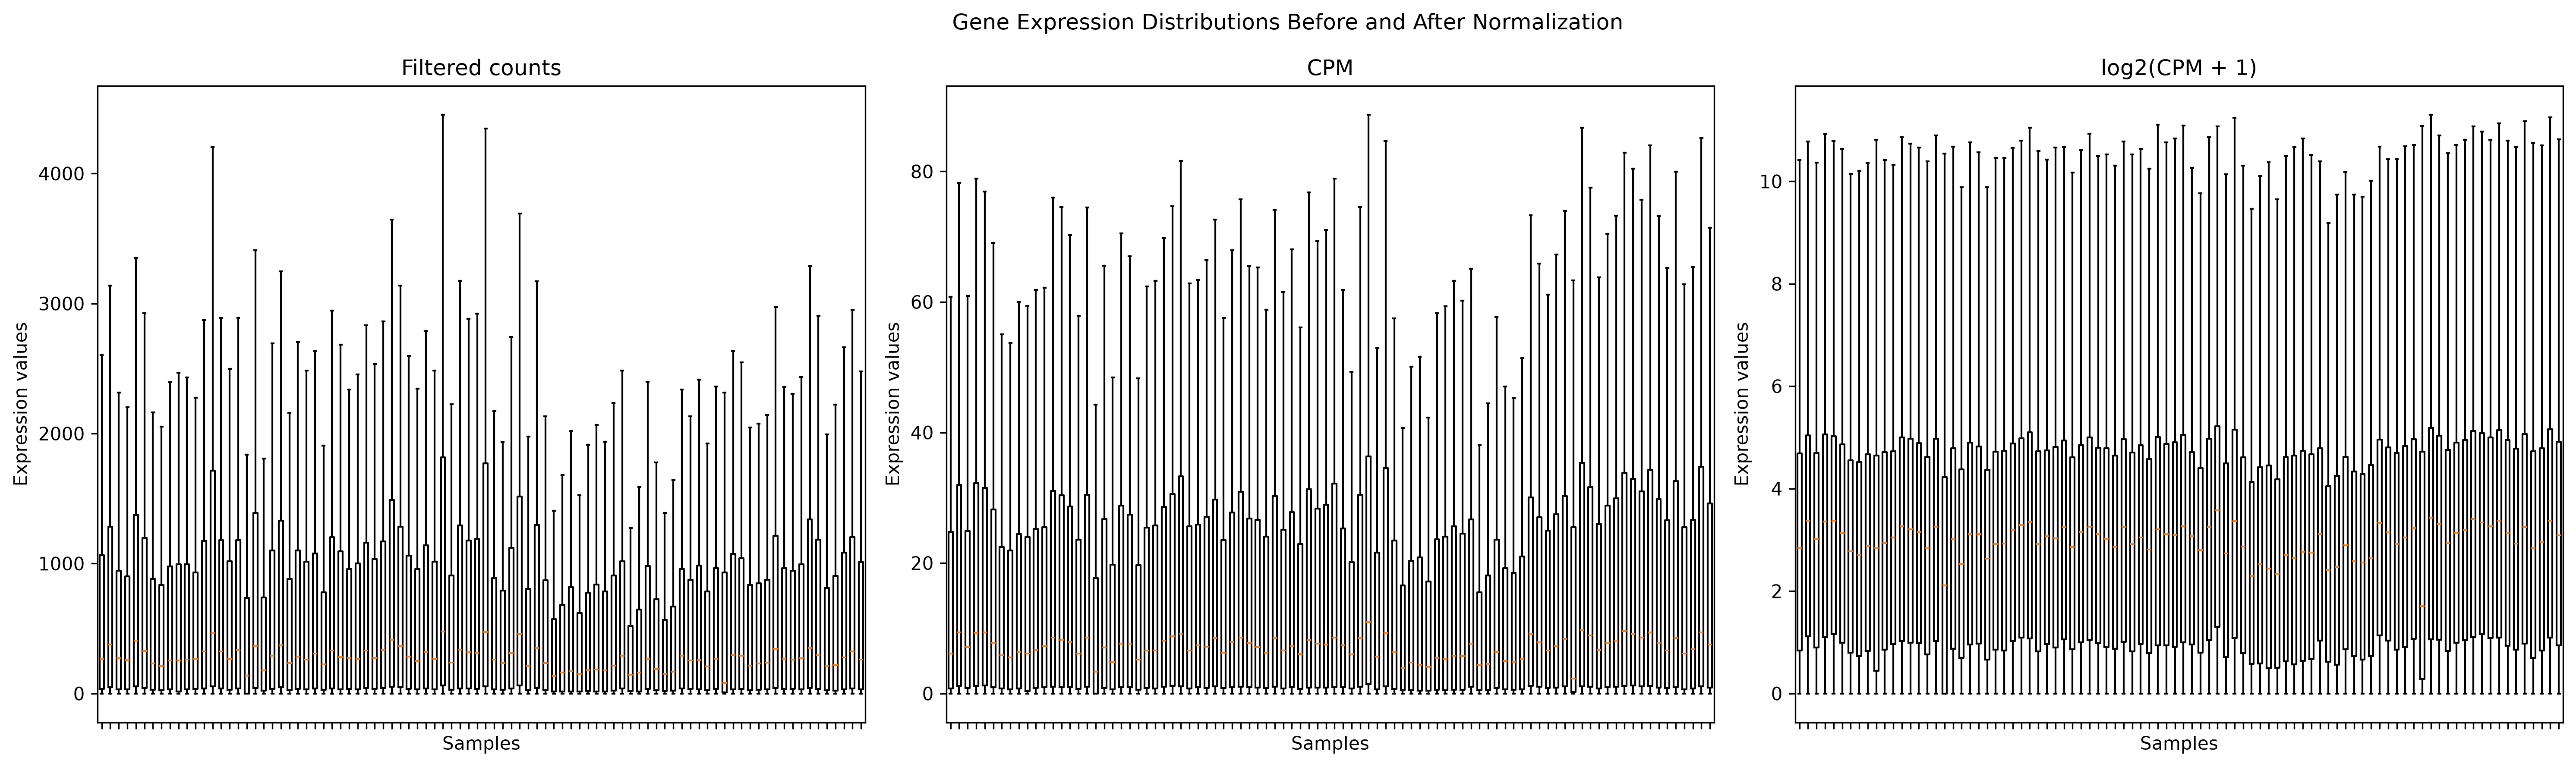 Gene Expression Distributions Before and After Normalization
Filtered counts
Expression values
4000
3000
2000
1000
0
Samples
CPM
Expression values
80
60
40
20
0
Samples
log2(CPM + 1)
Expression values
10
8
6
4
2
0
Samples